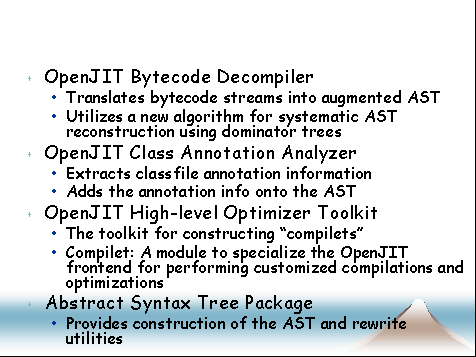 OpenJIT Bytecode Decompiler
Translates bytecode streams into augmented AST
Utilizes a new algorithm for systematic AST
reconstruction using dominator trees
OpenJIT Class Annotation Analyzer
Extracts classfile annotation information
Adds the annotation info onto the AST
OpenJIT High-level Optimizer Toolkit
The toolkit for constructing “compilets”
Compilet: A module to specialize the OpenJIT
frontend for performing customized compilations and
optimizations
Abstract Syntax Tree Package
Provides construction of the AST and rewrite
utilities